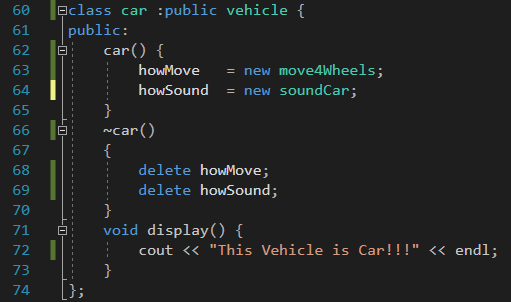 60 class car :public vehicle {
61 public:
62     car() {
63         howMove   = new move4Wheels;
64         howSound  = new soundCar;
65     }
66     ~car()
67     {
68         delete howMove;
69         delete howSound;
70     }
71     void display() {
72         cout << "This Vehicle is Car!!!" << endl;
73     }
74 };